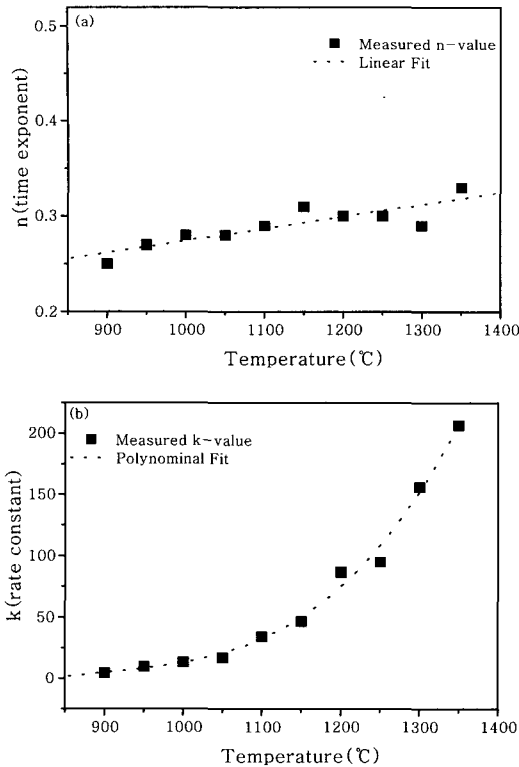 (a)
0.5
0.4
0.3
0.2
n(time exponent)
Measured n-value
Linear Fit
900 1000 1100 1200 1300 1400
Temperature(℃)
(b)
200
150
100
50
0
k(rate constant)
Measured k-value
Polynominal Fit
900 1000 1100 1200 1300 1400
Temperature(℃)